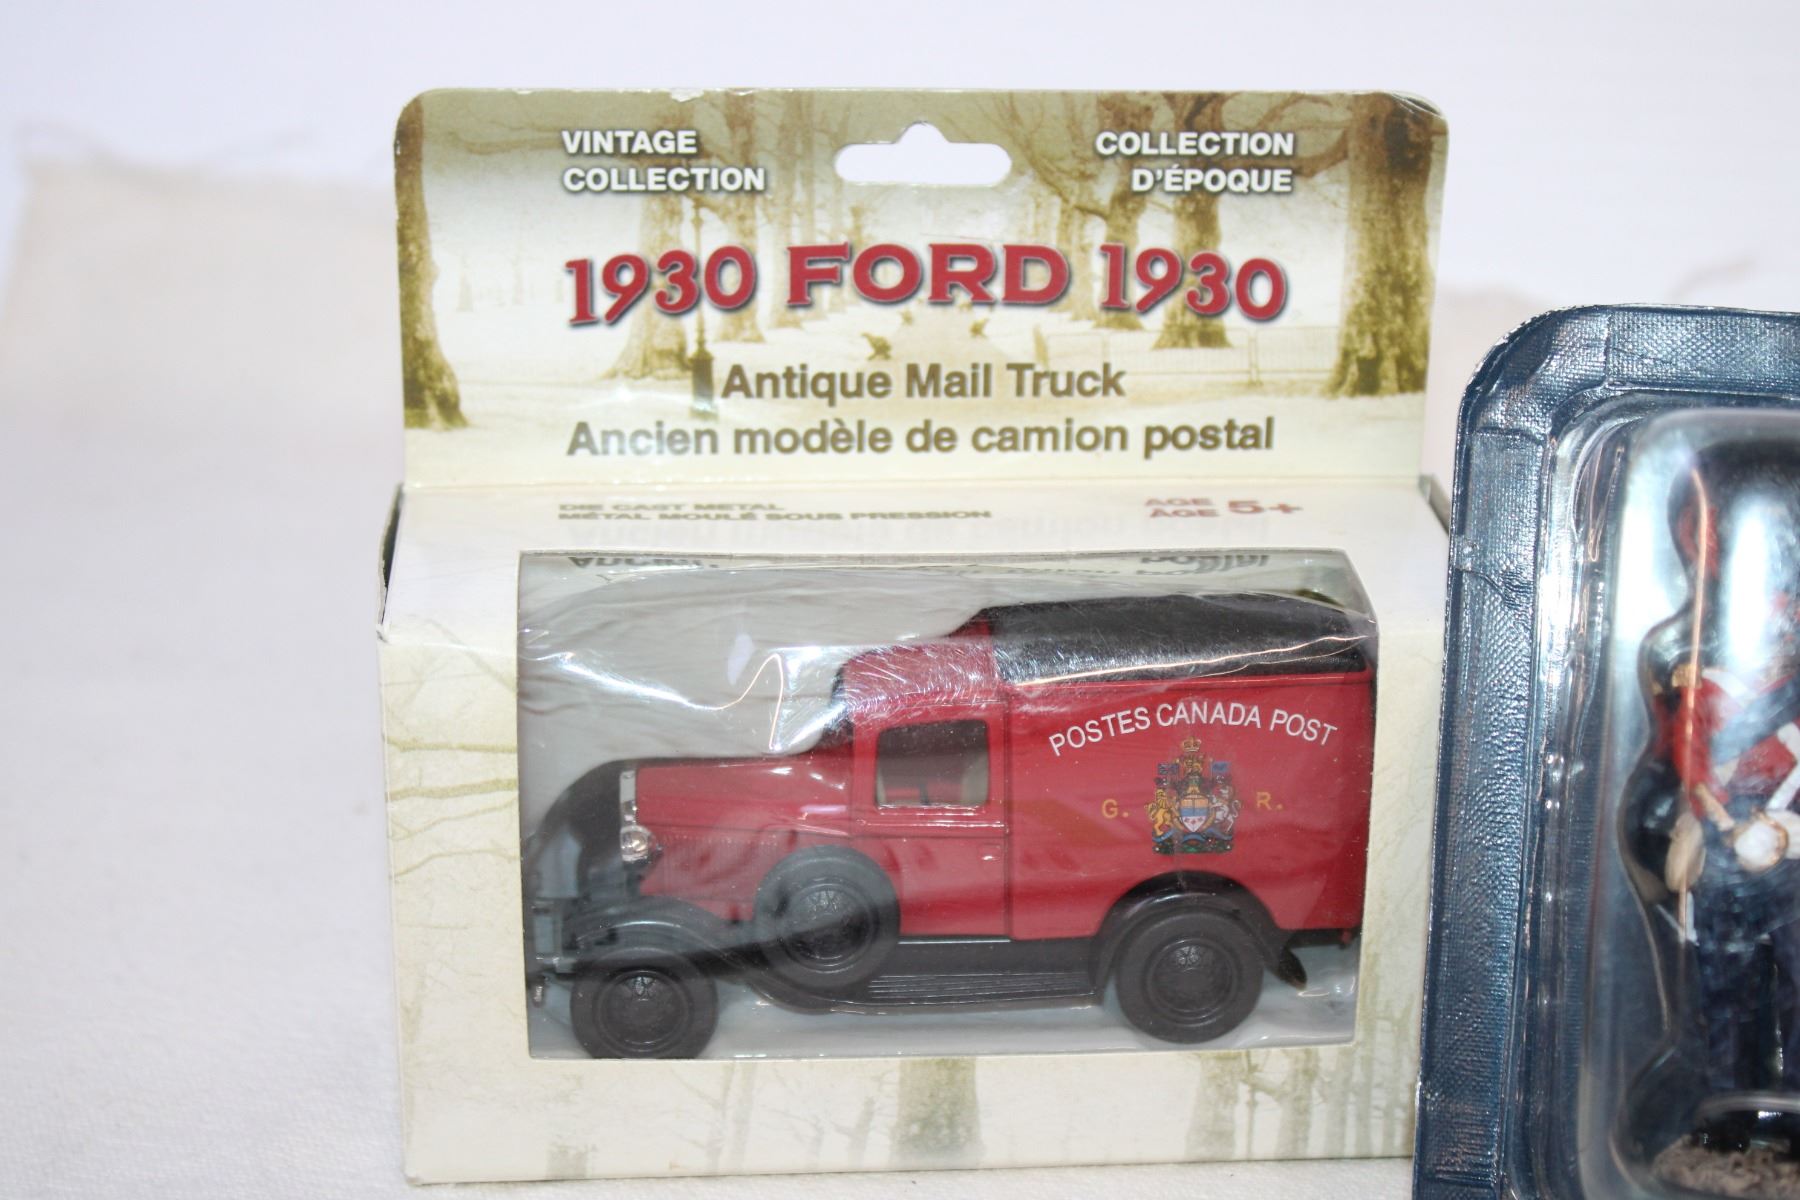 VINTAGE
COLLECTION
COLLECTION
D'ÉPOQUE
1930 FORD 1930
Antique Mail Truck
Ancien modèle de camion postal
DIE CAST METAL
MÉTAL MOULÉ SOUS PRESSION
AGE
ÂGE 5+
POSTES CANADA POST
G. R.